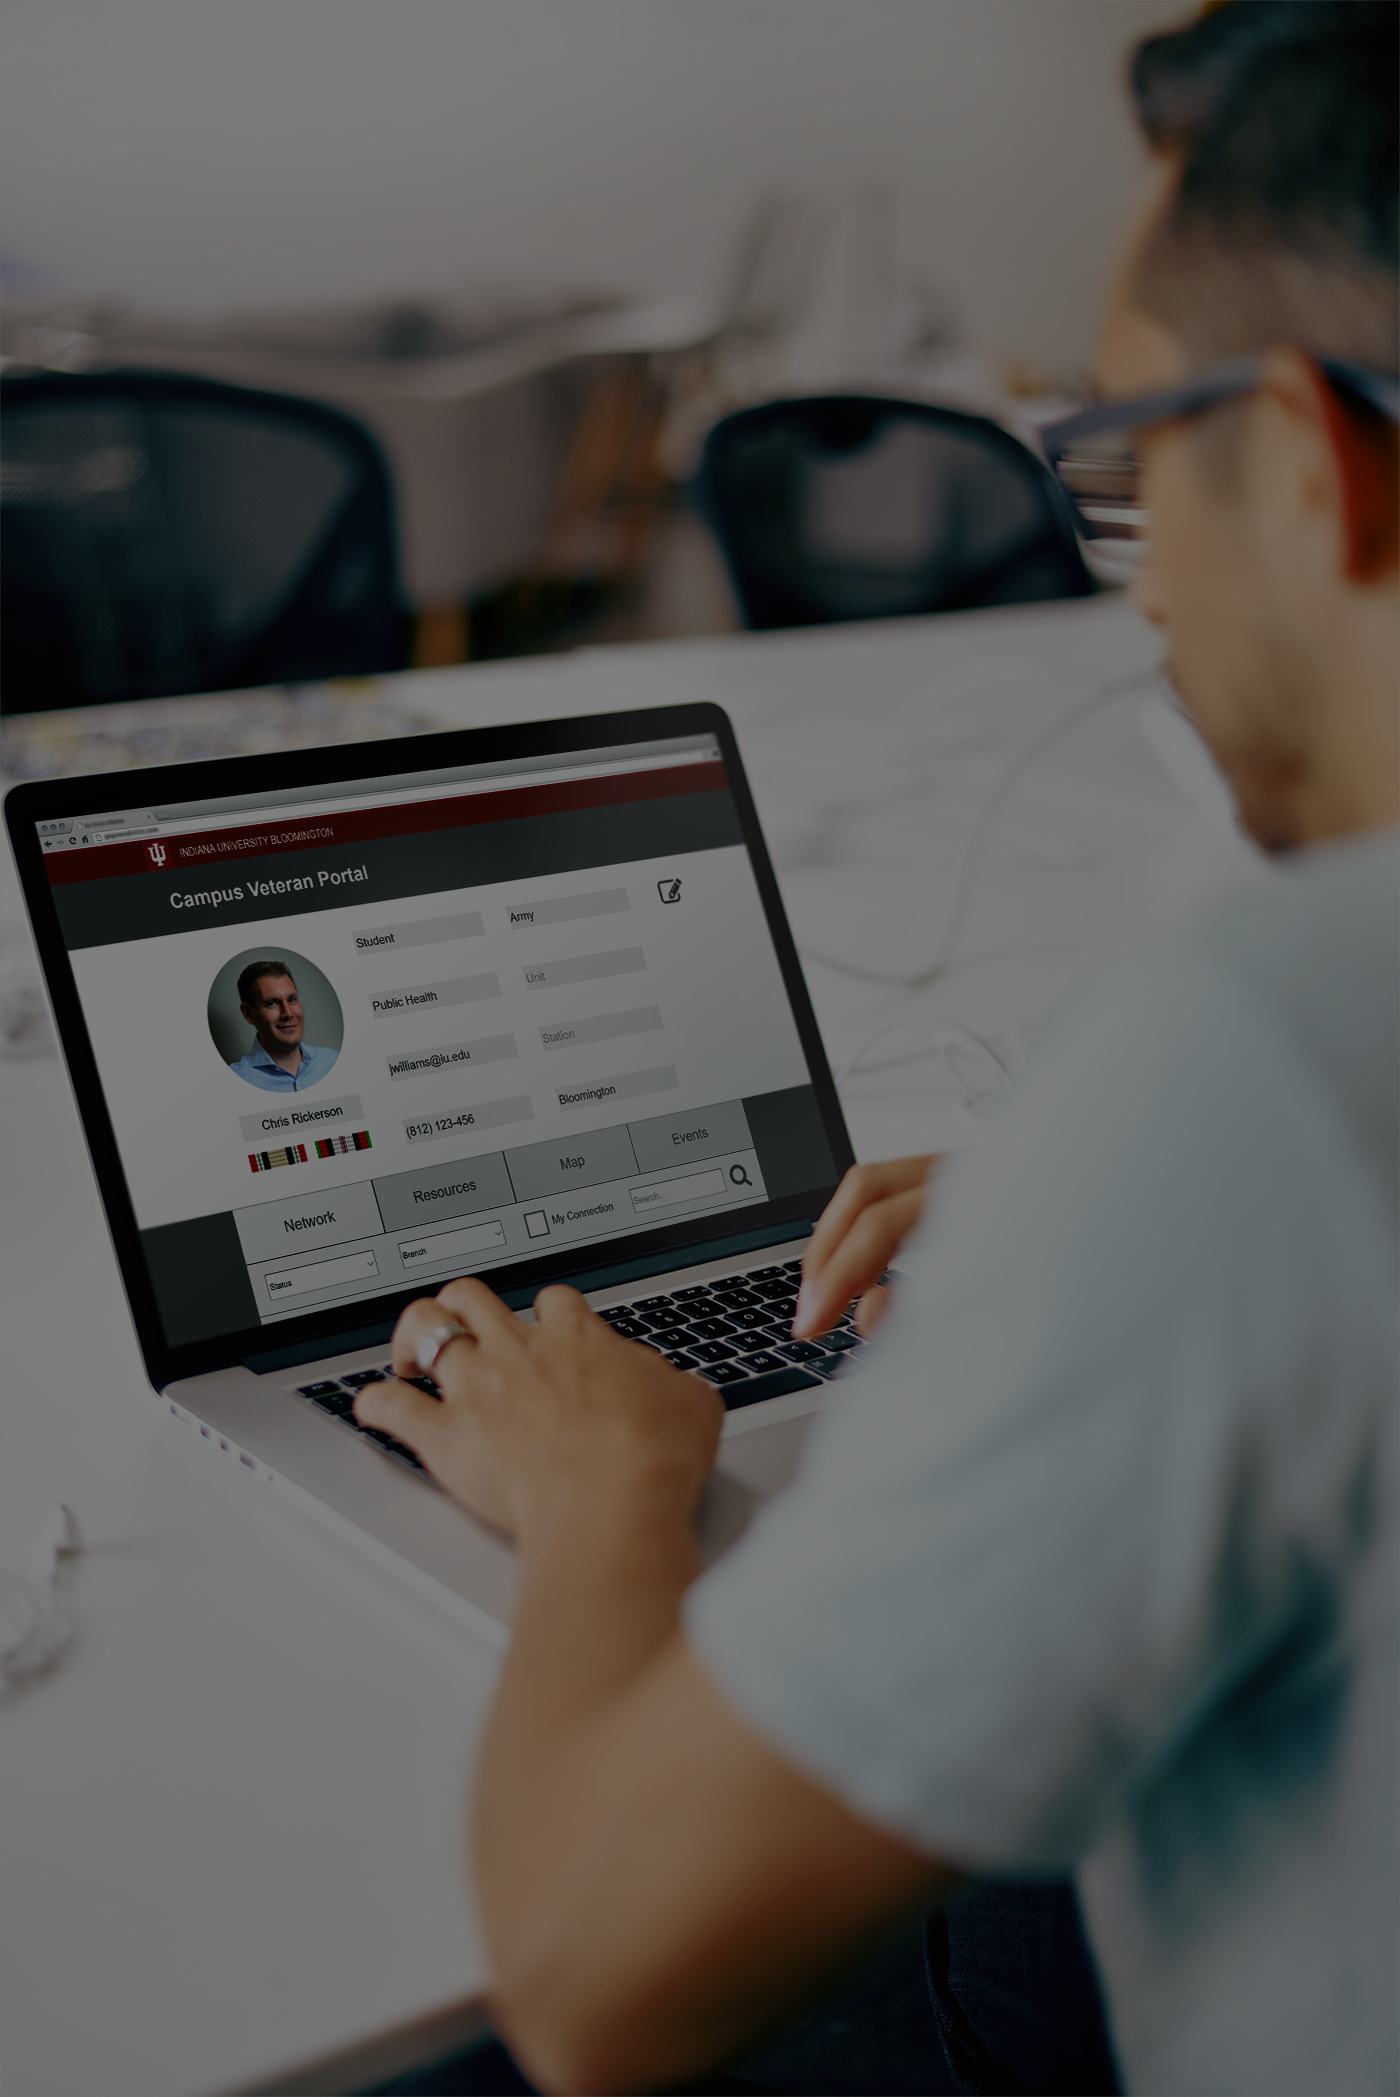 INDIANA UNIVERSITY BLOOMINGTON
Campus Veteran Portal
Student
Army
Public Health
Unit
jwilliams@iu.edu
Station
Chris Rickerson
(812) 123-456
Bloomington
Network
Resources
Map
Events
Status
Branch
My Connection
Search...